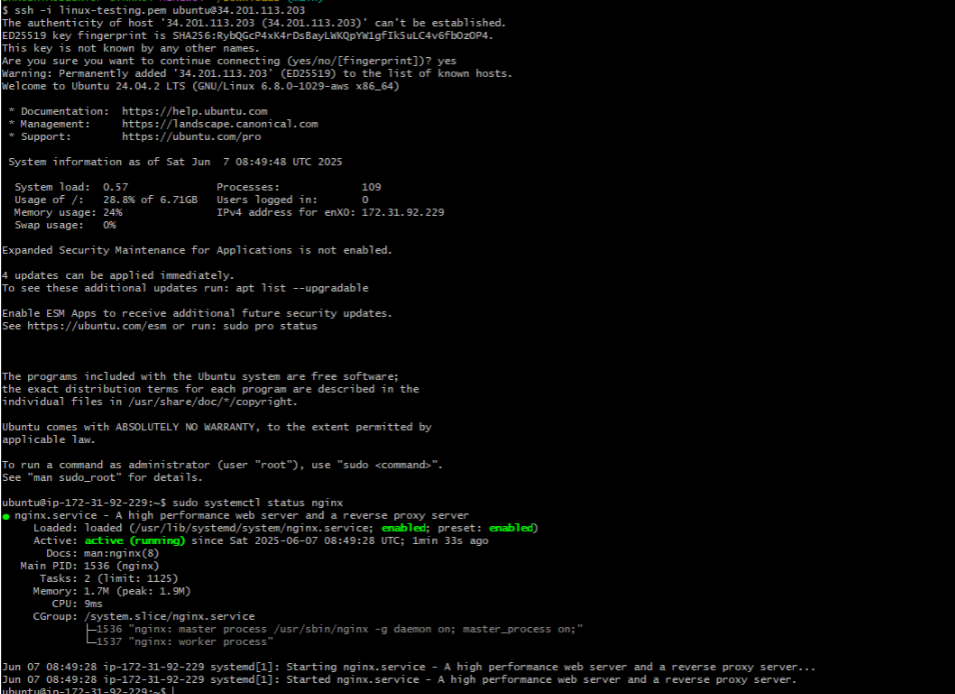 $ ssh -i linux-testing.pem ubuntu@34.201.113.203
The authenticity of host '34.201.113.203 (34.201.113.203)' can't be established.
ED25519 key fingerprint is SHA256:RybQGcP4xK4rDsBayLWKQpYW1gfIk5uLC4v6fbOzOP4.
This key is not known by any other names.
Are you sure you want to continue connecting (yes/no/[fingerprint])? yes
Warning: Permanently added '34.201.113.203' (ED25519) to the list of known hosts.
Welcome to Ubuntu 24.04.2 LTS (GNU/Linux 6.8.0-1029-aws x86_64)
* Documentation: https://help.ubuntu.com
* Management: https://landscape.canonical.com
* Support: https://ubuntu.com/pro
System information as of Sat Jun 7 08:49:48 UTC 2025
System load: 0.57 Processes: 109
Usage of /: 28.8% of 6.71GB Users logged in: 0
Memory usage: 24% IPv4 address for enX0: 172.31.92.229
Swap usage: 0%
Expanded Security Maintenance for Applications is not enabled.
4 updates can be applied immediately.
To see these additional updates run: apt list --upgradable
Enable ESM Apps to receive additional future security updates.
See https://ubuntu.com/esm or run: sudo pro status
The programs included with the Ubuntu system are free software;
the exact distribution terms for each program are described in the
individual files in /usr/share/doc/*/copyright.
Ubuntu comes with ABSOLUTELY NO WARRANTY, to the extent permitted by
applicable law.
To run a command as administrator (user "root"), use "sudo <command>".
See "man sudo_root" for details.
ubuntu@ip-172-31-92-229:~$ sudo systemctl status nginx
● nginx.service - A high performance web server and a reverse proxy server
Loaded: loaded (/usr/lib/systemd/system/nginx.service; enabled; preset: enabled)
Active: active (running) since Sat 2025-06-07 08:49:28 UTC; 1min 33s ago
Docs: man:nginx(8)
Main PID: 1536 (nginx)
Tasks: 2 (limit: 1125)
Memory: 1.7M (peak: 1.9M)
CPU: 9ms
CGroup: /system.slice/nginx.service
├─1536 "nginx: master process /usr/sbin/nginx -g daemon on; master_process on;"
└─1537 "nginx: worker process"
Jun 07 08:49:28 ip-172-31-92-229 systemd[1]: Starting nginx.service - A high performance web server and a reverse proxy server...
Jun 07 08:49:28 ip-172-31-92-229 systemd[1]: Started nginx.service - A high performance web server and a reverse proxy server.
ubuntu@ip-172-31-92-229:~$